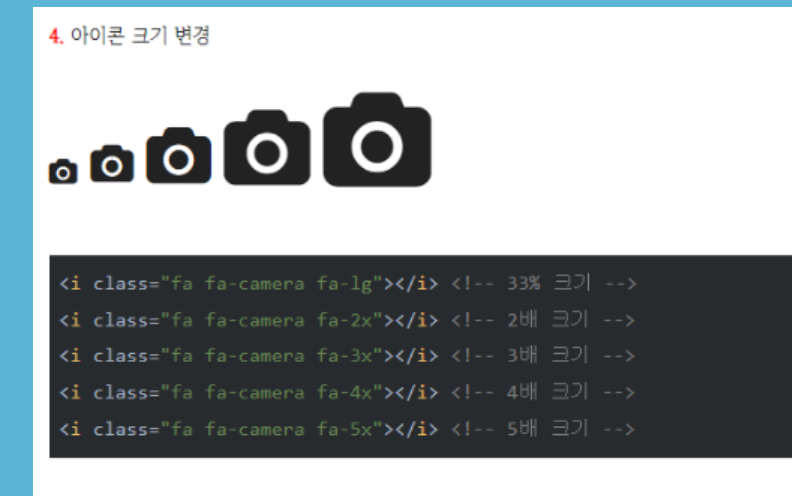 4. 아이콘 크기 변경
<i class="fa fa-camera fa-lg"></i> <!-- 33% 크기 -->
<i class="fa fa-camera fa-2x"></i> <!-- 2배 크기 -->
<i class="fa fa-camera fa-3x"></i> <!-- 3배 크기 -->
<i class="fa fa-camera fa-4x"></i> <!-- 4배 크기 -->
<i class="fa fa-camera fa-5x"></i> <!-- 5배 크기 -->